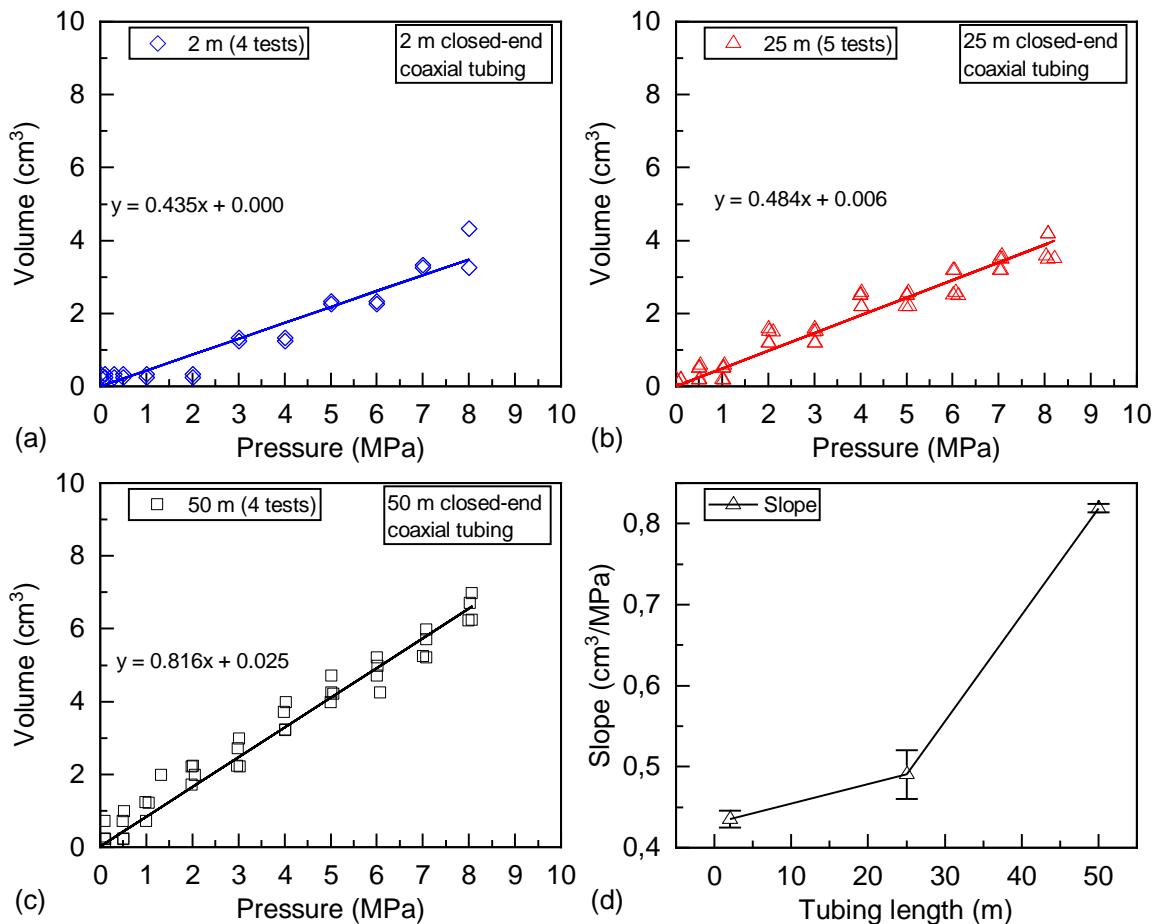 2 m (4 tests)
2 m closed-end
coaxial tubing
y = 0.435x + 0.000
Volume (cm³)
10
8
6
4
2
0
0 1 2 3 4 5 6 7 8 9 10
Pressure (MPa)
(a)
25 m (5 tests)
25 m closed-end
coaxial tubing
y = 0.484x + 0.006
Volume (cm³)
10
8
6
4
2
0
0 1 2 3 4 5 6 7 8 9 10
Pressure (MPa)
(b)
50 m (4 tests)
50 m closed-end
coaxial tubing
y = 0.816x + 0.025
Volume (cm³)
10
8
6
4
2
0
0 1 2 3 4 5 6 7 8 9 10
Pressure (MPa)
(c)
Slope
Slope (cm³/MPa)
0,8
0,7
0,6
0,5
0,4
0 10 20 30 40 50
Tubing length (m)
(d)